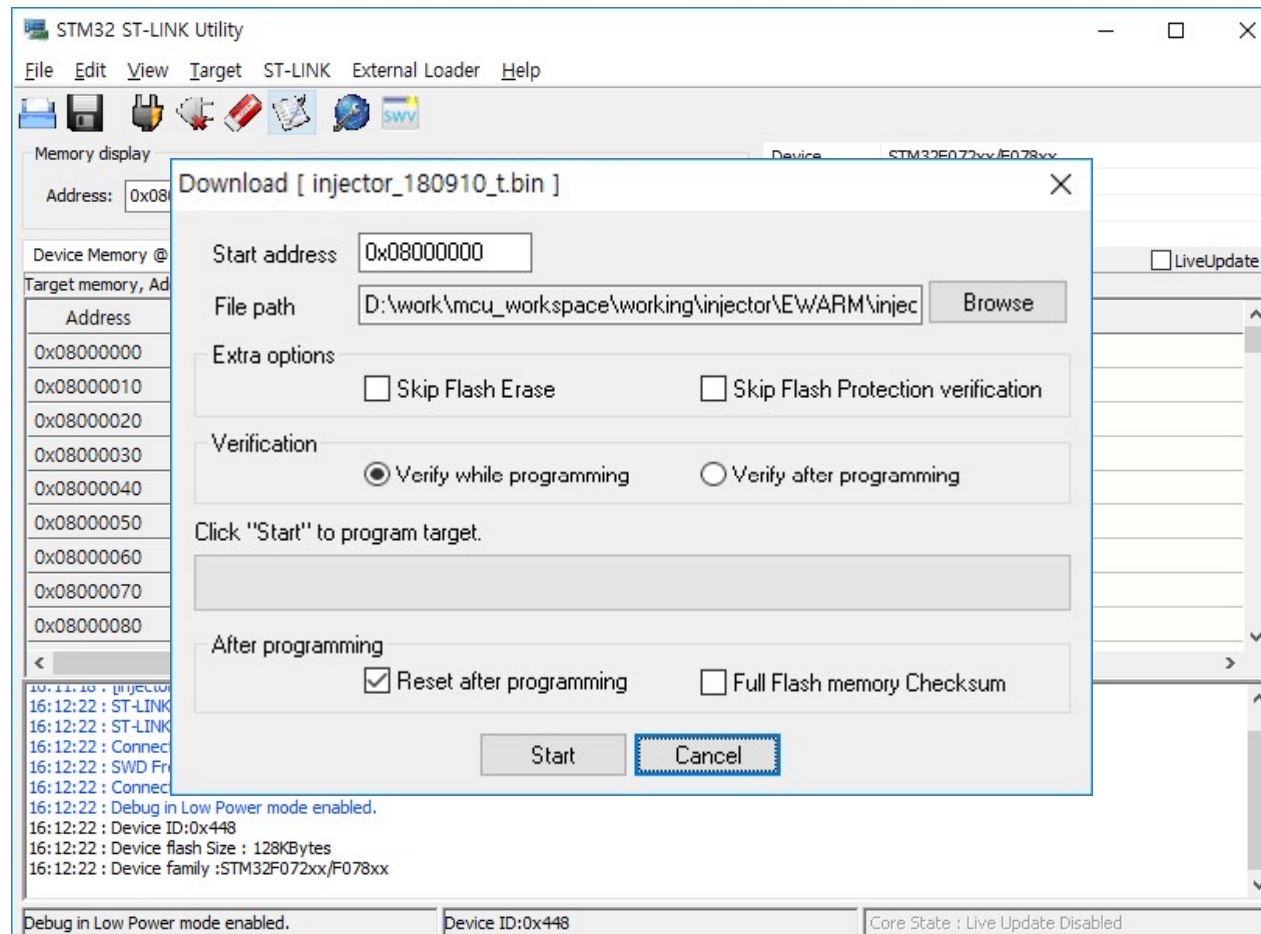 STM32 ST-LINK Utility
File Edit View Target ST-LINK External Loader Help
SWV
Memory display
Device STM32F072xx/F078xx
Address: 0x080
Download [ injector_180910_t.bin ]
Start address 0x08000000
File path D:\work\mcu_workspace\working\injector\EWARM\injec Browse
Extra options
Skip Flash Erase Skip Flash Protection verification
Verification
Verify while programming Verify after programming
Click "Start" to program target.
After programming
Reset after programming Full Flash memory Checksum
Start Cancel
Device Memory @ LiveUpdate
Target memory, Ad
Address
0x08000000
0x08000010
0x08000020
0x08000030
0x08000040
0x08000050
0x08000060
0x08000070
0x08000080
16:11:18 : [injector
16:12:22 : ST-LINK
16:12:22 : ST-LINK
16:12:22 : Connect
16:12:22 : SWD Fre
16:12:22 : Connect
16:12:22 : Debug in Low Power mode enabled.
16:12:22 : Device ID:0x448
16:12:22 : Device flash Size : 128KBytes
16:12:22 : Device family :STM32F072xx/F078xx
Debug in Low Power mode enabled. Device ID:0x448 Core State : Live Update Disabled